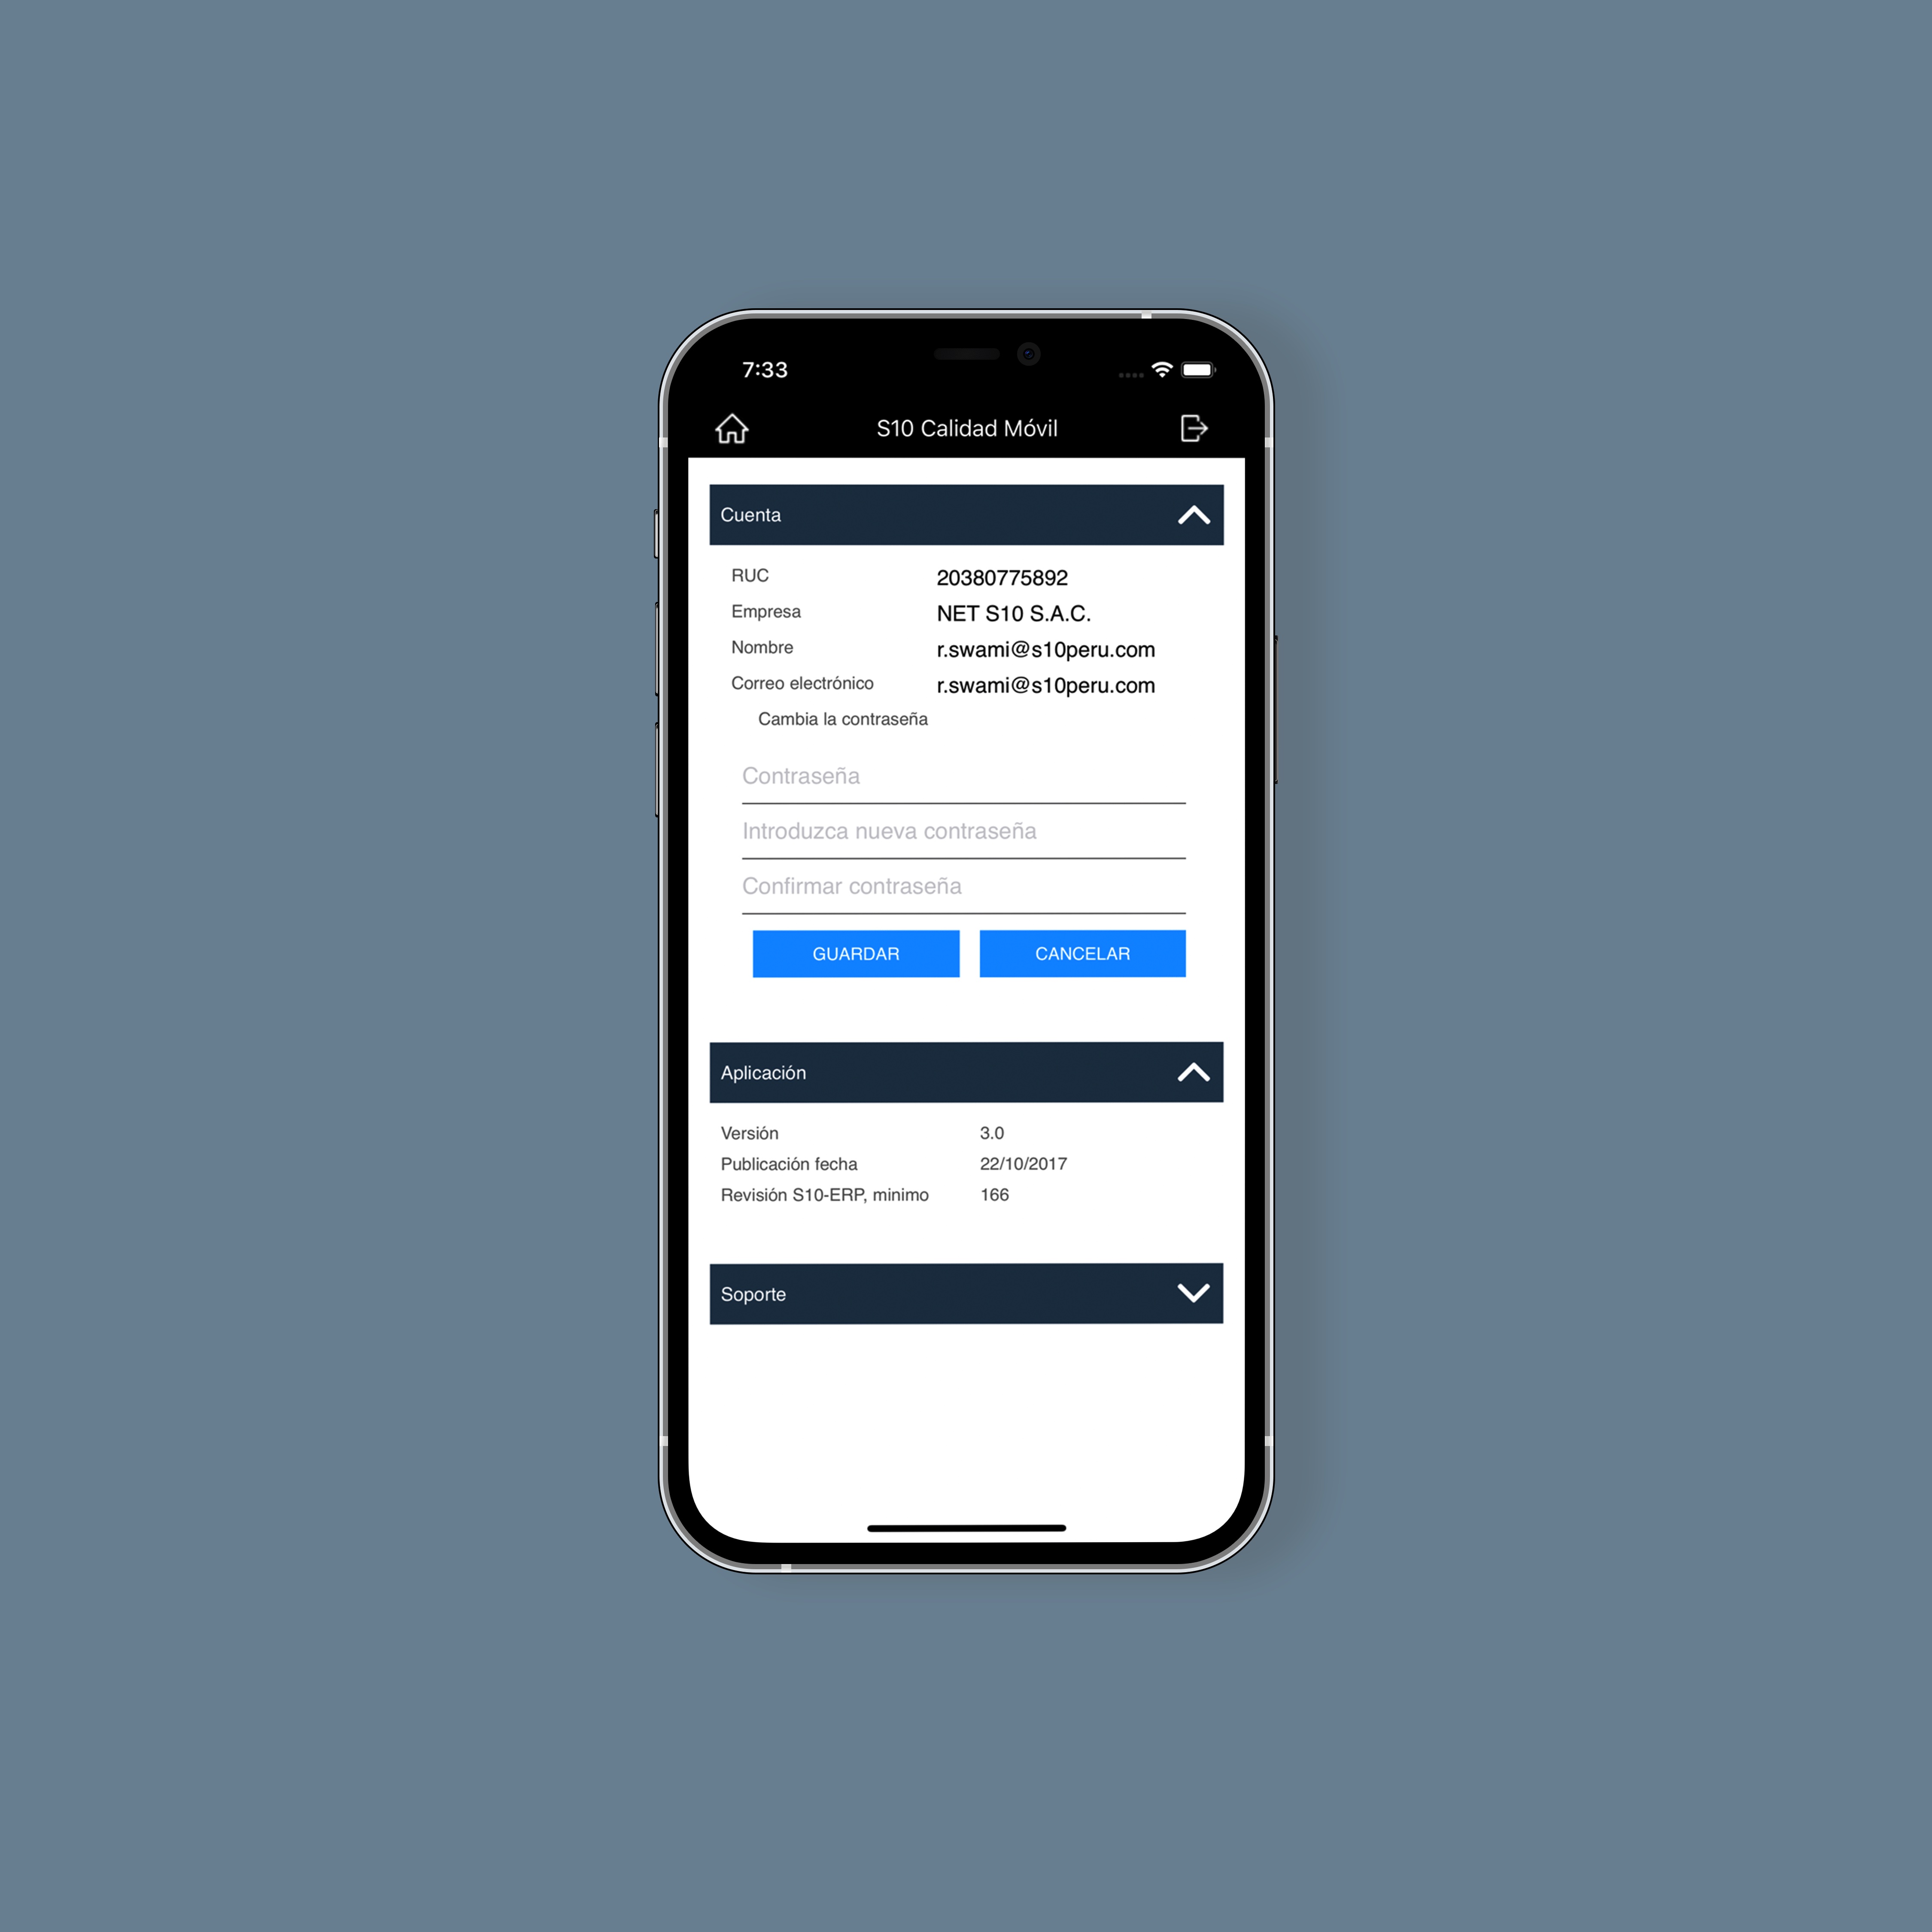 7:33
S10 Calidad Móvil
Cuenta
RUC 20380775892
Empresa NET S10 S.A.C.
Nombre r.swami@s10peru.com
Correo electrónico r.swami@s10peru.com
Cambia la contraseña
Contraseña
Introduzca nueva contraseña
Confirmar contraseña
GUARDAR CANCELAR
Aplicación
Versión 3.0
Publicación fecha 22/10/2017
Revisión S10-ERP, minimo 166
Soporte